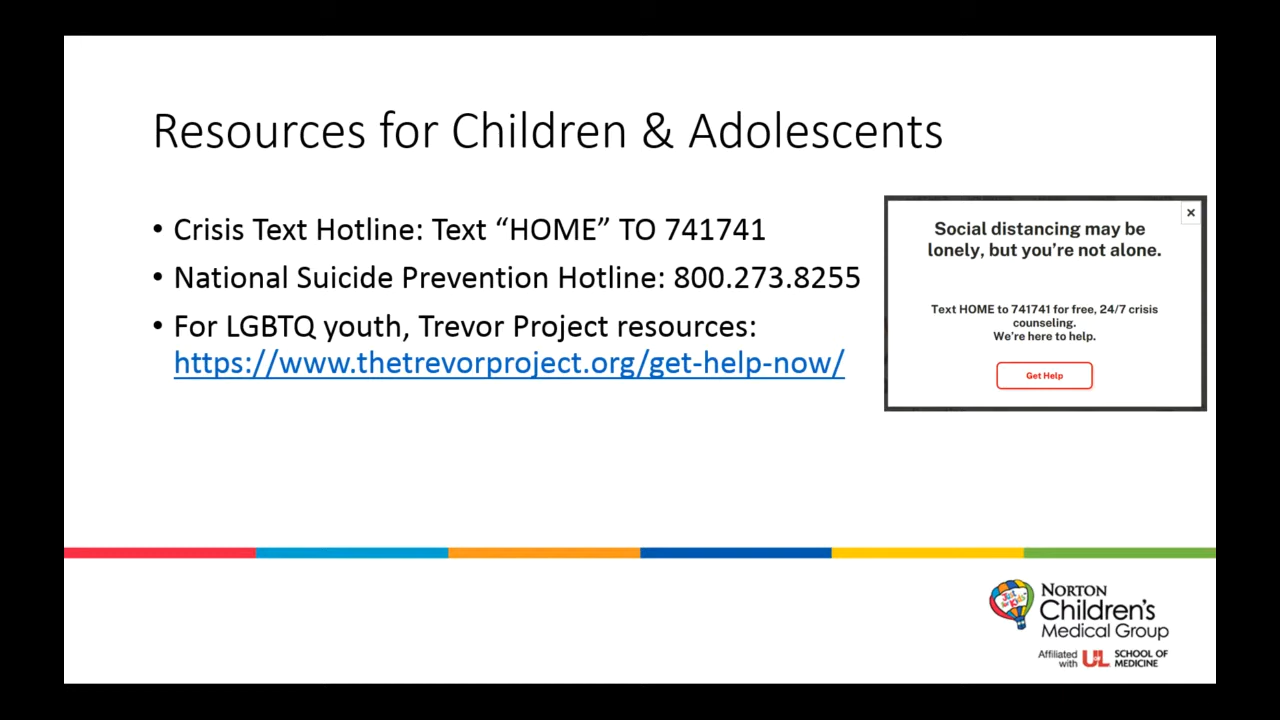 Resources for Children & Adolescents
• Crisis Text Hotline: Text “HOME” TO 741741
• National Suicide Prevention Hotline: 800.273.8255
• For LGBTQ youth, Trevor Project resources:
https://www.thetrevorproject.org/get-help-now/
×
Social distancing may be
lonely, but you’re not alone.
Text HOME to 741741 for free, 24/7 crisis
counseling.
We’re here to help.
Get Help
Just for Kids
NORTON
Children’s
Medical Group
Affiliated
with
UL
SCHOOL OF
MEDICINE